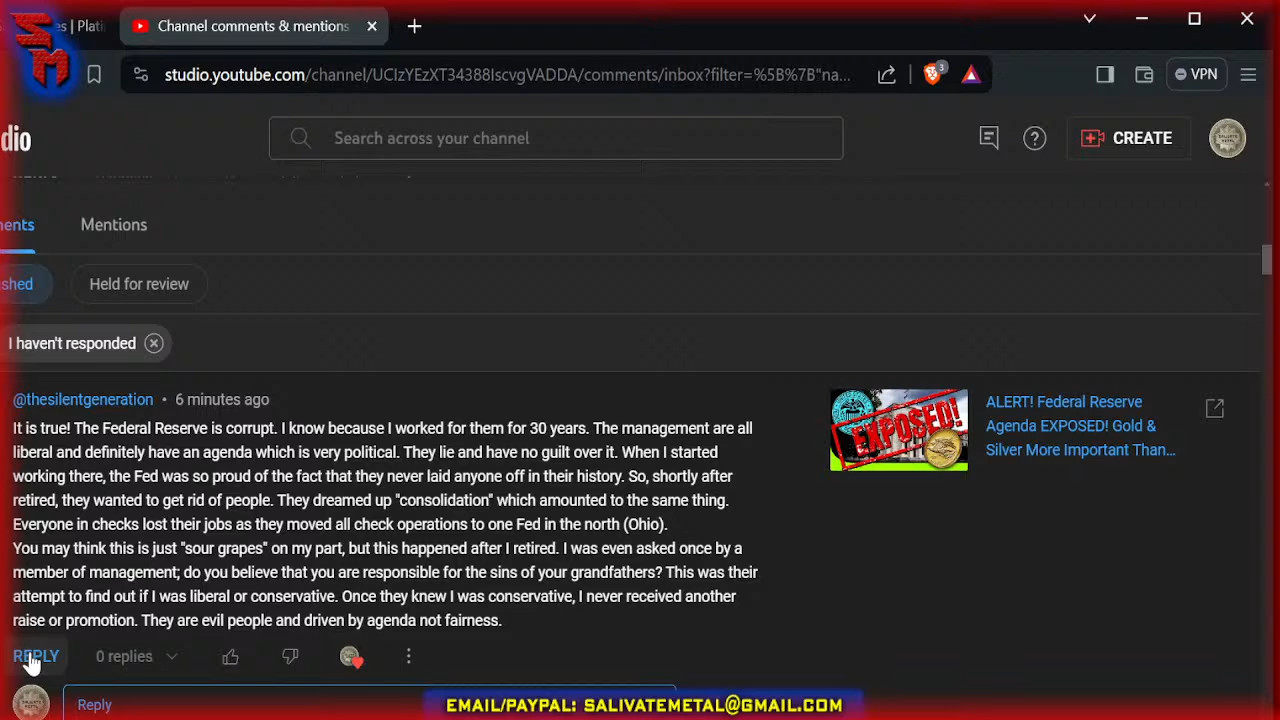 SM
es | Plati
Channel comments & mentions
studio.youtube.com/channel/UCIzYEzXT34388IscvgVADDA/comments/inbox?filter=%5B%7B"na...
3
VPN
dio
Search across your channel
CREATE
ents
Mentions
shed
Held for review
I haven't responded
@thesilentgeneration • 6 minutes ago
It is true! The Federal Reserve is corrupt. I know because I worked for them for 30 years. The management are all
liberal and definitely have an agenda which is very political. They lie and have no guilt over it. When I started
working there, the Fed was so proud of the fact that they never laid anyone off in their history. So, shortly after
retired, they wanted to get rid of people. They dreamed up "consolidation" which amounted to the same thing.
Everyone in checks lost their jobs as they moved all check operations to one Fed in the north (Ohio).
You may think this is just "sour grapes" on my part, but this happened after I retired. I was even asked once by a
member of management; do you believe that you are responsible for the sins of your grandfathers? This was their
attempt to find out if I was liberal or conservative. Once they knew I was conservative, I never received another
raise or promotion. They are evil people and driven by agenda not fairness.
EXPOSED!
ALERT! Federal Reserve
Agenda EXPOSED! Gold &
Silver More Important Than...
REPLY
0 replies
Reply
EMAIL/PAYPAL: SALIVATEMETAL@GMAIL.COM